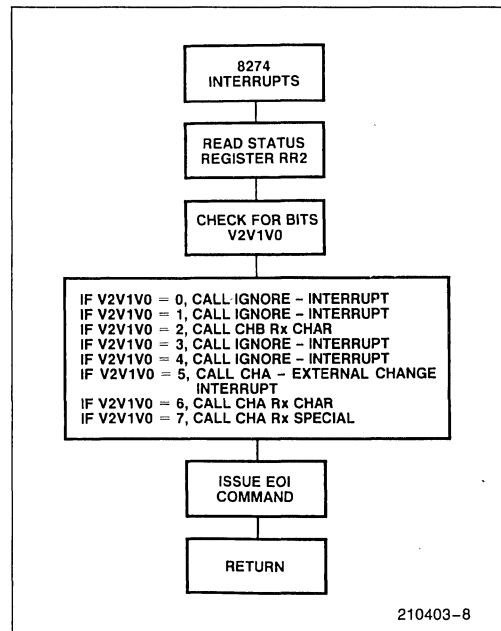 8274
INTERRUPTS
READ STATUS
REGISTER RR2
CHECK FOR BITS
V2V1V0
IF V2V1V0 = 0, CALL IGNORE – INTERRUPT
IF V2V1V0 = 1, CALL IGNORE – INTERRUPT
IF V2V1V0 = 2, CALL CHB Rx CHAR
IF V2V1V0 = 3, CALL IGNORE – INTERRUPT
IF V2V1V0 = 4, CALL IGNORE – INTERRUPT
IF V2V1V0 = 5, CALL CHA – EXTERNAL CHANGE
INTERRUPT
IF V2V1V0 = 6, CALL CHA Rx CHAR
IF V2V1V0 = 7, CALL CHA Rx SPECIAL
ISSUE EOI
COMMAND
RETURN
210403–8